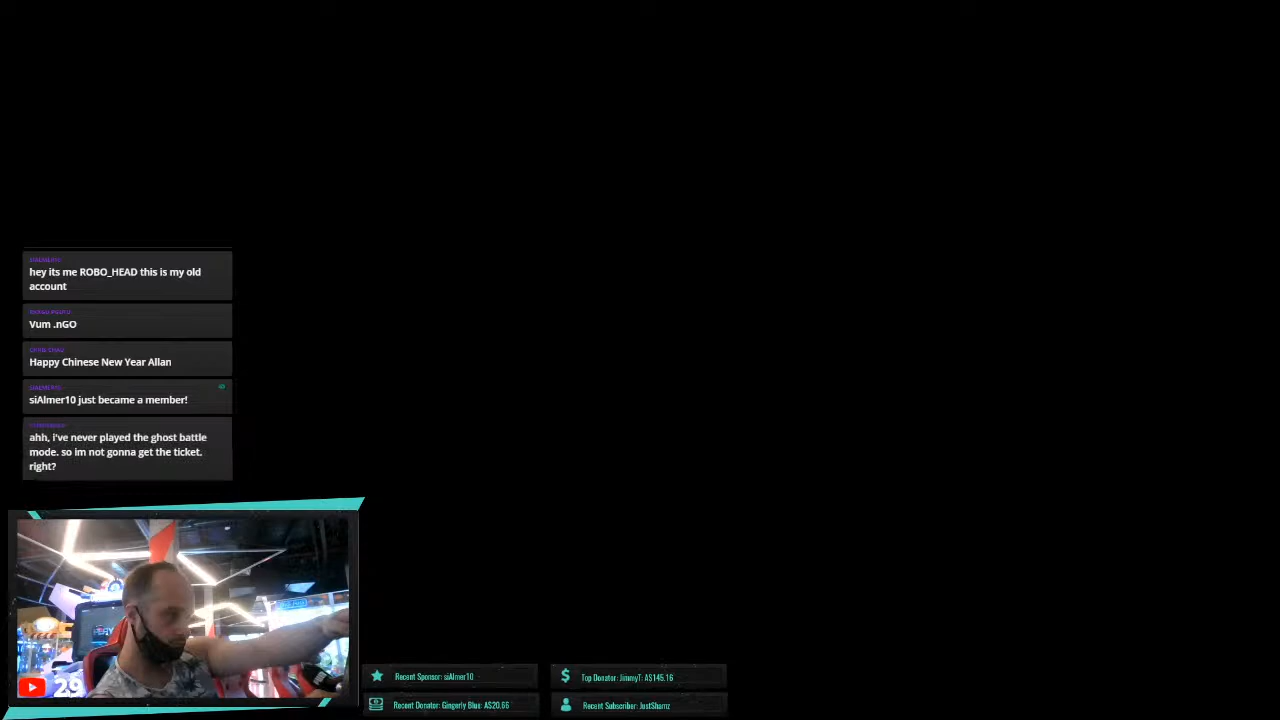 hey its me ROBO_HEAD this is my old
account
Vum .nGO
Happy Chinese New Year Allan
siAlmer10 just became a member!
ahh, i've never played the ghost battle
mode. so im not gonna get the ticket.
right?
29
Recent Sponsor: siAlmer10
Top Donator: JimmyT: A$145.16
Recent Donator: Gingerly Blus: A$20.66
Recent Subscriber: JustShamz